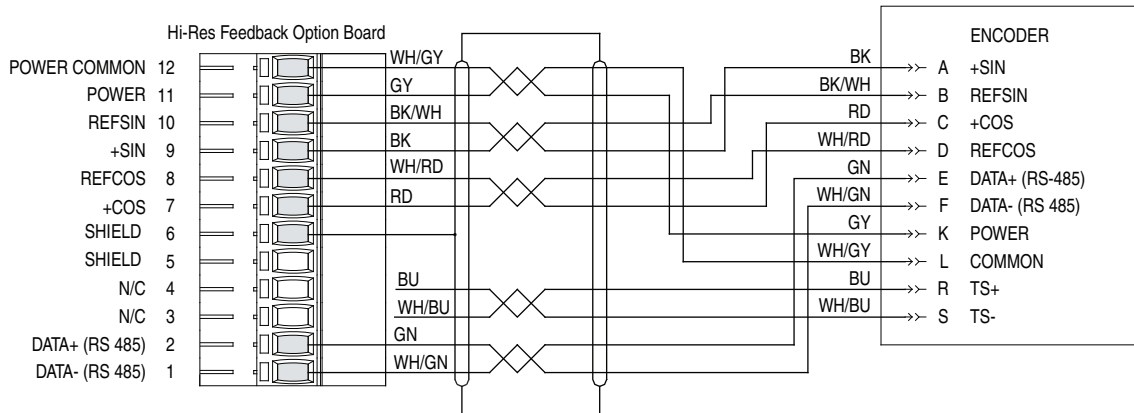 Hi-Res Feedback Option Board
POWER COMMON 12 WH/GY
POWER 11 GY
REFSIN 10 BK/WH
+SIN 9 BK
REFCOS 8 WH/RD
+COS 7 RD
SHIELD 6
SHIELD 5
N/C 4 BU
N/C 3 WH/BU
DATA+ (RS 485) 2 GN
DATA- (RS 485) 1 WH/GN
ENCODER
BK A +SIN
BK/WH B REFSIN
RD C +COS
WH/RD D REFCOS
GN E DATA+ (RS-485)
WH/GN F DATA- (RS 485)
GY K POWER
WH/GY L COMMON
BU R TS+
WH/BU S TS-